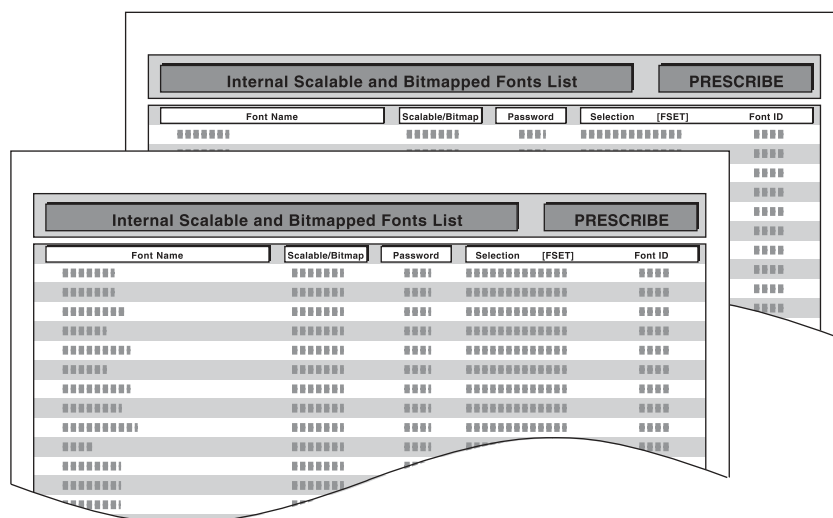 Internal Scalable and Bitmapped Fonts List PRESCRIBE
Font Name Scalable/Bitmap Password Selection [FSET] Font ID
Internal Scalable and Bitmapped Fonts List PRESCRIBE
Font Name Scalable/Bitmap Password Selection [FSET] Font ID